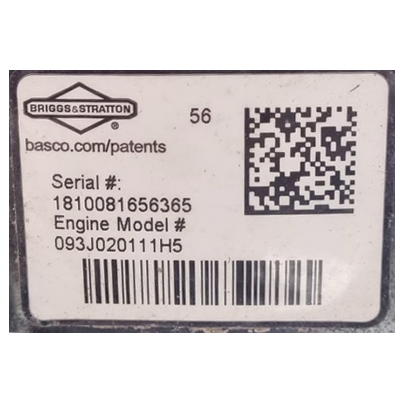 BRIGGS&STRATTON
®
56
basco.com/patents
Serial #:
1810081656365
Engine Model #
093J020111H5